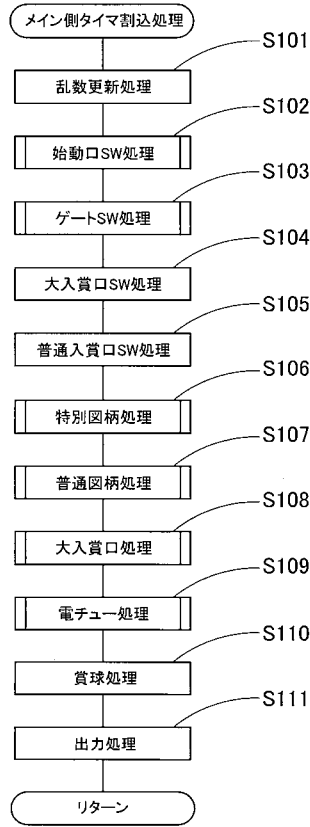 メイン側タイマ割込処理
S101
乱数更新処理
S102
始動口SW処理
S103
ゲートSW処理
S104
大入賞口SW処理
S105
普通入賞口SW処理
S106
特別図柄処理
S107
普通図柄処理
S108
大入賞口処理
S109
電チュー処理
S110
賞球処理
S111
出力処理
リターン